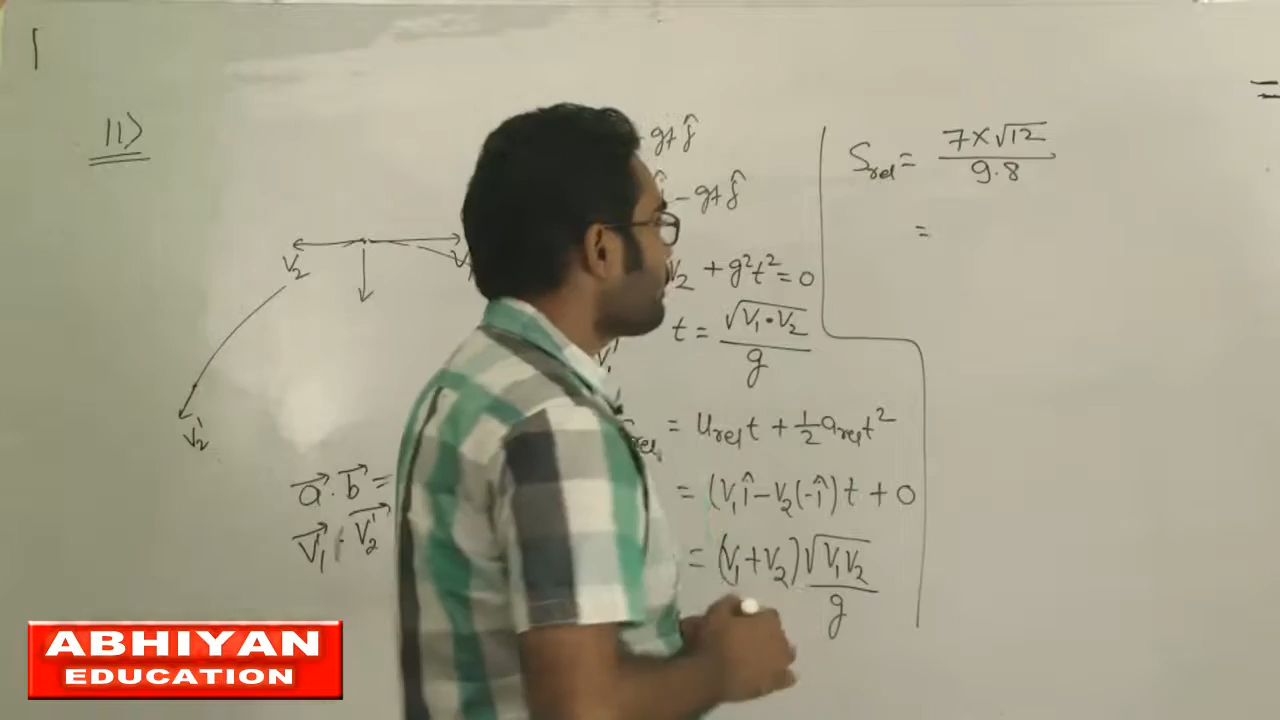 11)
gt ĵ
- gt ĵ
V₂
V₂ + g²t² = 0
t = √V₁·V₂ / g
V₂'
= u_rel t + ½ a_rel t²
a⃗ . b⃗ =
= (V₁î - V₂(-î)) t + 0
V⃗₁' . V⃗₂'
= (V₁+V₂) √V₁V₂ / g
S_rel = 7×√12 / 9.8
=
ABHIYAN
EDUCATION